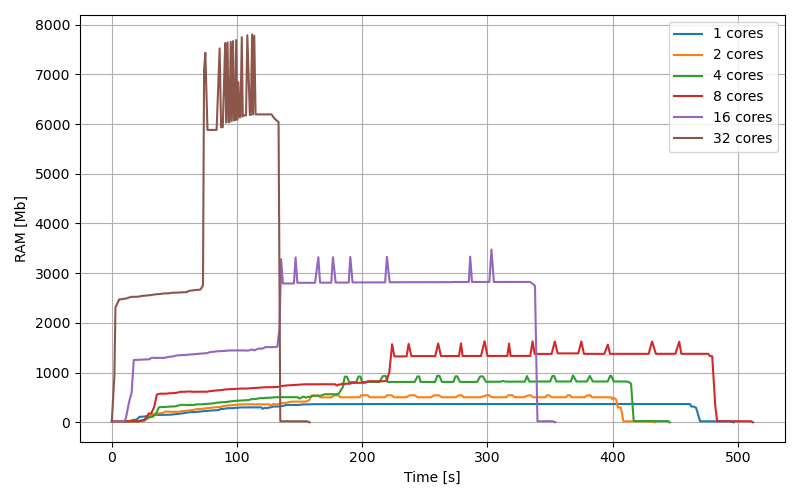 8000
7000
6000
5000
4000
3000
2000
1000
0
RAM [Mb]
1 cores
2 cores
4 cores
8 cores
16 cores
32 cores
0 100 200 300 400 500
Time [s]